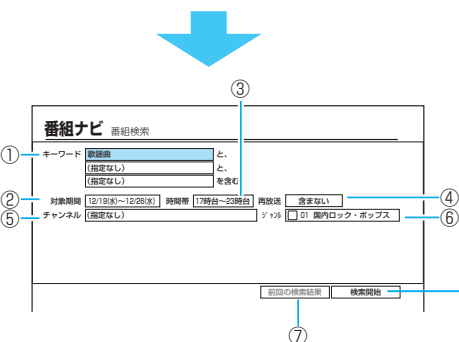 ③
番組ナビ 番組検索
① キーワード 歌謡曲 と、
(指定なし) と、
(指定なし) を含む
② 対象期間 12/19(水)~12/26(水) 時間帯 17時台~23時台 再放送 含まない ④
⑤ チャンネル (指定なし) ジャンル 01 国内ロック・ポップス ⑥
前回の検索結果 検索開始
⑦